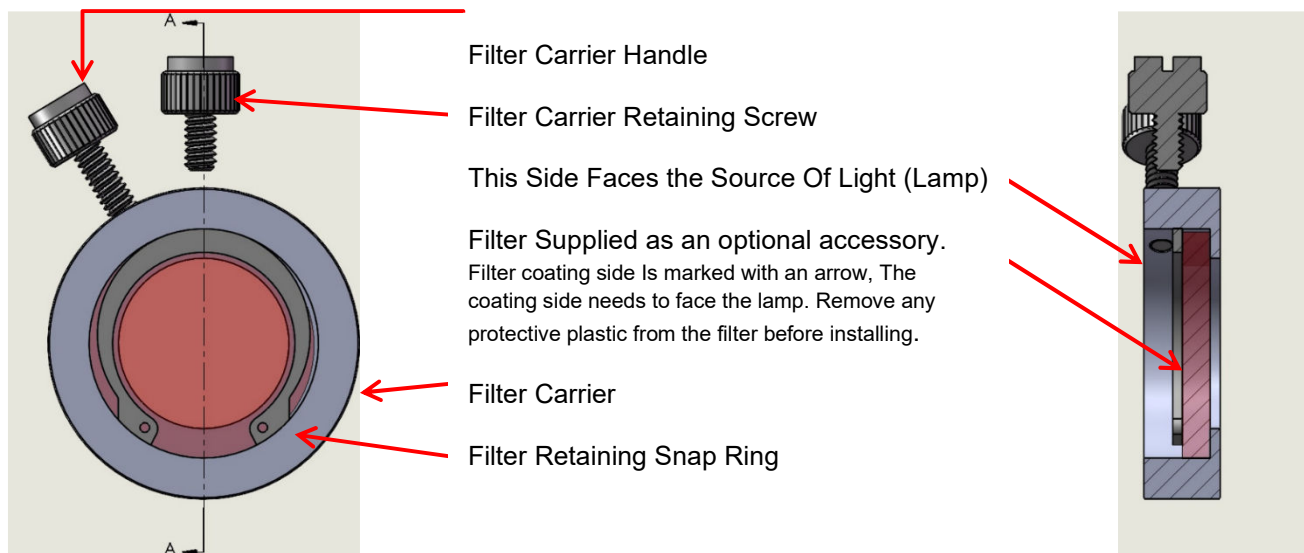 A
Filter Carrier Handle
Filter Carrier Retaining Screw
This Side Faces the Source Of Light (Lamp)
Filter Supplied as an optional accessory.
Filter coating side Is marked with an arrow, The
coating side needs to face the lamp. Remove any
protective plastic from the filter before installing.
Filter Carrier
Filter Retaining Snap Ring
A